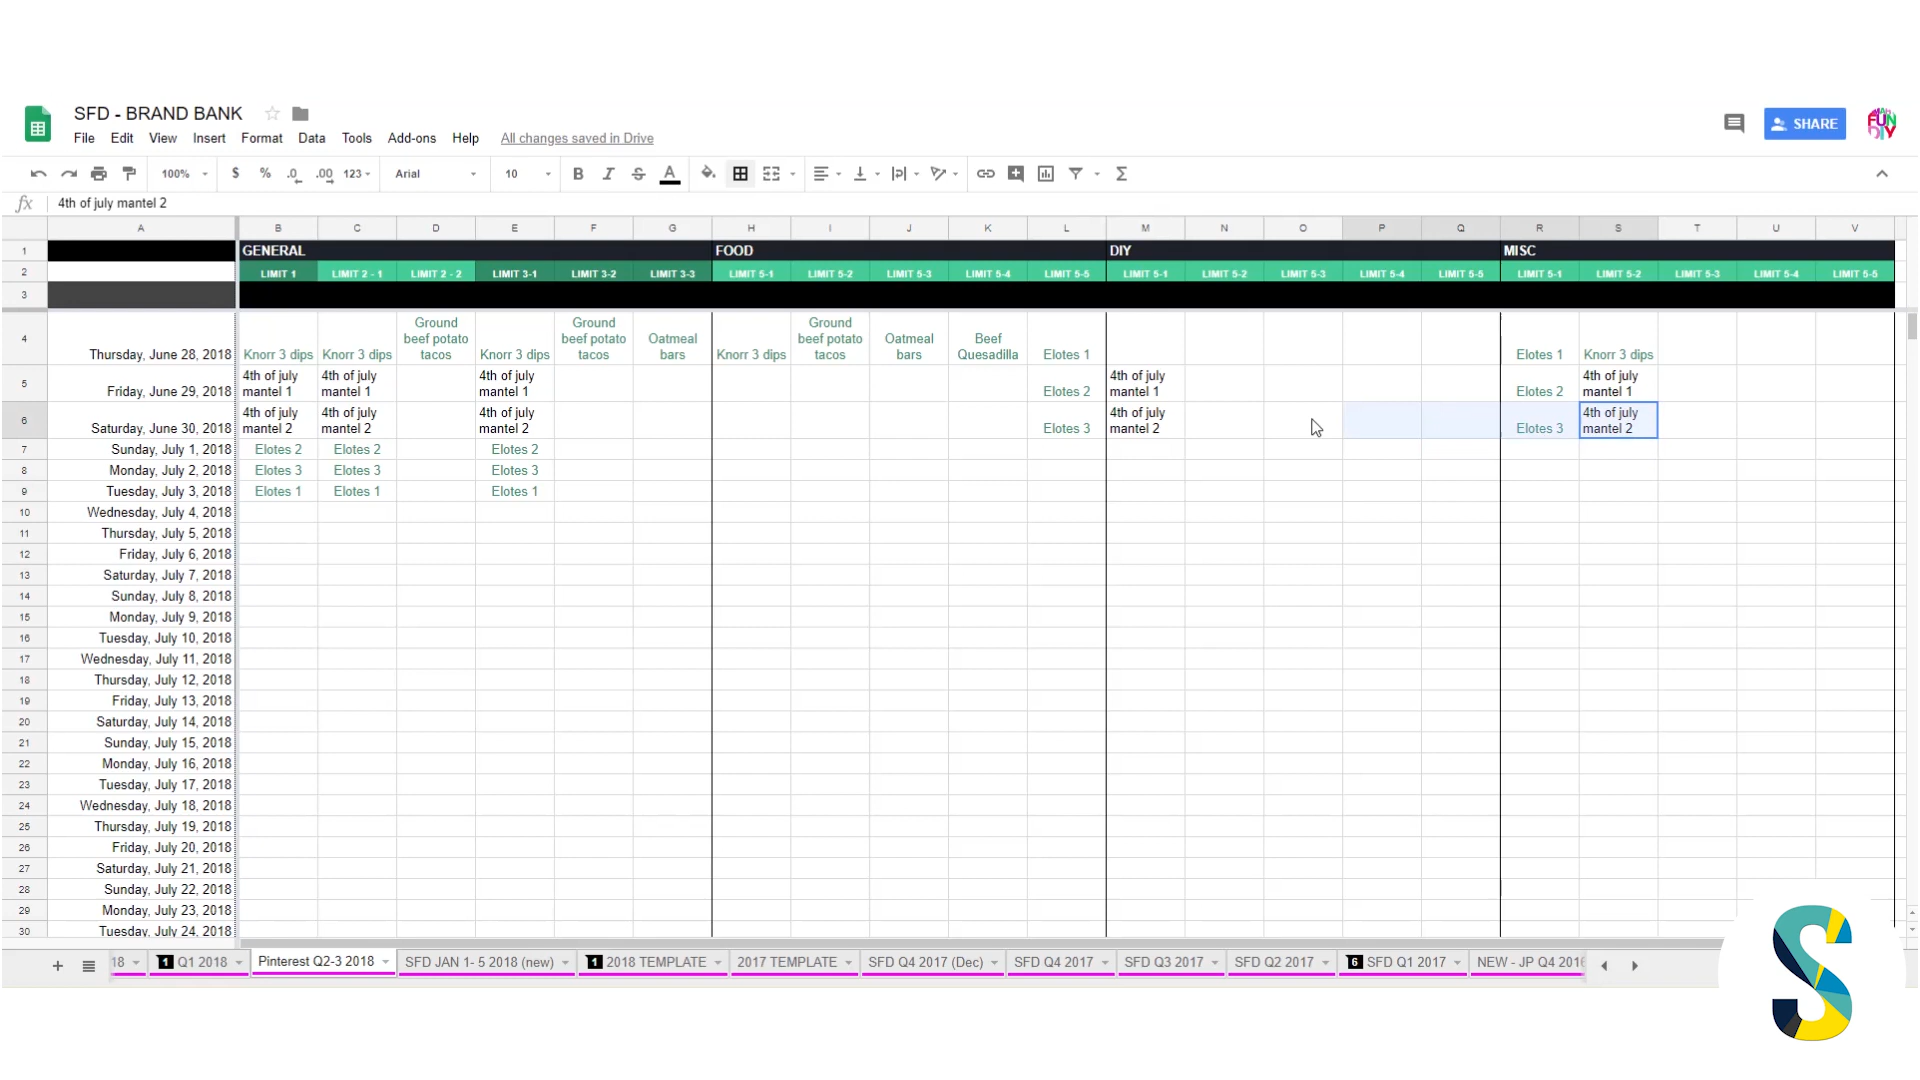 SFD - BRAND BANK
File Edit View Insert Format Data Tools Add-ons Help All changes saved in Drive
SHARE
FUN
DIY
100% $ % .0 .00 123 Arial 10 B I S A
fx 4th of july mantel 2
A B C D E F G H I J K L M N O P Q R S T U V
1 GENERAL FOOD DIY MISC
2 LIMIT 1 LIMIT 2 - 1 LIMIT 2 - 2 LIMIT 3-1 LIMIT 3-2 LIMIT 3-3 LIMIT 5-1 LIMIT 5-2 LIMIT 5-3 LIMIT 5-4 LIMIT 5-5 LIMIT 5-1 LIMIT 5-2 LIMIT 5-3 LIMIT 5-4 LIMIT 5-5 LIMIT 5-1 LIMIT 5-2 LIMIT 5-3 LIMIT 5-4 LIMIT 5-5
3
Ground Ground Ground
4 beef potato beef potato Oatmeal beef potato Oatmeal Beef
Thursday, June 28, 2018 Knorr 3 dips Knorr 3 dips tacos Knorr 3 dips tacos bars Knorr 3 dips tacos bars Quesadilla Elotes 1 Elotes 1 Knorr 3 dips
5 4th of july 4th of july 4th of july 4th of july 4th of july
Friday, June 29, 2018 mantel 1 mantel 1 mantel 1 Elotes 2 mantel 1 Elotes 2 mantel 1
6 4th of july 4th of july 4th of july 4th of july 4th of july
Saturday, June 30, 2018 mantel 2 mantel 2 mantel 2 Elotes 3 mantel 2 Elotes 3 mantel 2
7 Sunday, July 1, 2018 Elotes 2 Elotes 2 Elotes 2
8 Monday, July 2, 2018 Elotes 3 Elotes 3 Elotes 3
9 Tuesday, July 3, 2018 Elotes 1 Elotes 1 Elotes 1
10 Wednesday, July 4, 2018
11 Thursday, July 5, 2018
12 Friday, July 6, 2018
13 Saturday, July 7, 2018
14 Sunday, July 8, 2018
15 Monday, July 9, 2018
16 Tuesday, July 10, 2018
17 Wednesday, July 11, 2018
18 Thursday, July 12, 2018
19 Friday, July 13, 2018
20 Saturday, July 14, 2018
21 Sunday, July 15, 2018
22 Monday, July 16, 2018
23 Tuesday, July 17, 2018
24 Wednesday, July 18, 2018
25 Thursday, July 19, 2018
26 Friday, July 20, 2018
27 Saturday, July 21, 2018
28 Sunday, July 22, 2018
29 Monday, July 23, 2018
30 Tuesday, July 24, 2018
18 1 Q1 2018 Pinterest Q2-3 2018 SFD JAN 1- 5 2018 (new) 1 2018 TEMPLATE 2017 TEMPLATE SFD Q4 2017 (Dec) SFD Q4 2017 SFD Q3 2017 SFD Q2 2017 6 SFD Q1 2017 NEW - JP Q4 201
S